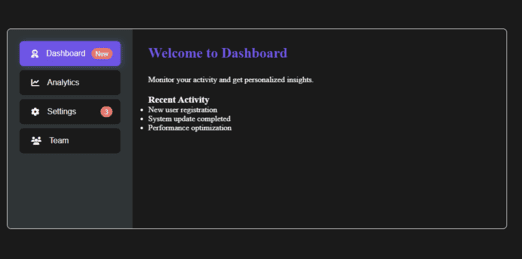 Dashboard New
Analytics
Settings 3
Team
Welcome to Dashboard
Monitor your activity and get personalized insights.
Recent Activity
New user registration
System update completed
Performance optimization